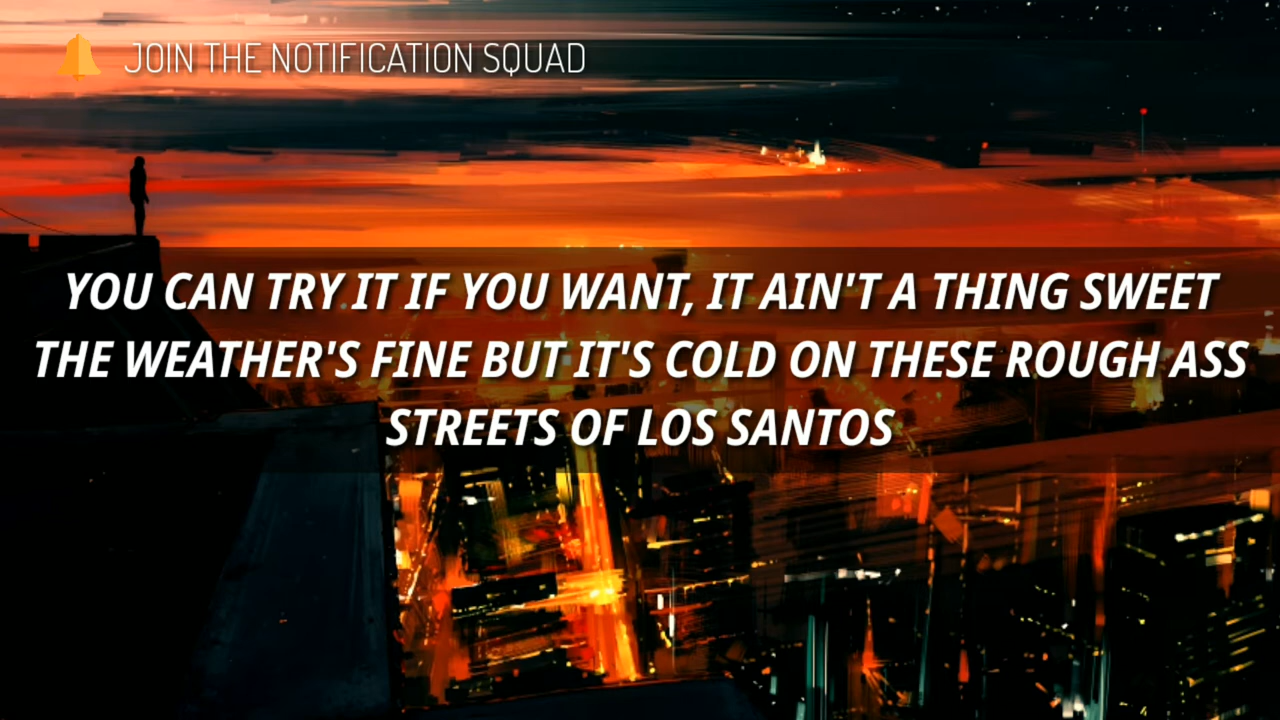 JOIN THE NOTIFICATION SQUAD
YOU CAN TRY IT IF YOU WANT, IT AIN'T A THING SWEET
THE WEATHER'S FINE BUT IT'S COLD ON THESE ROUGH ASS
STREETS OF LOS SANTOS